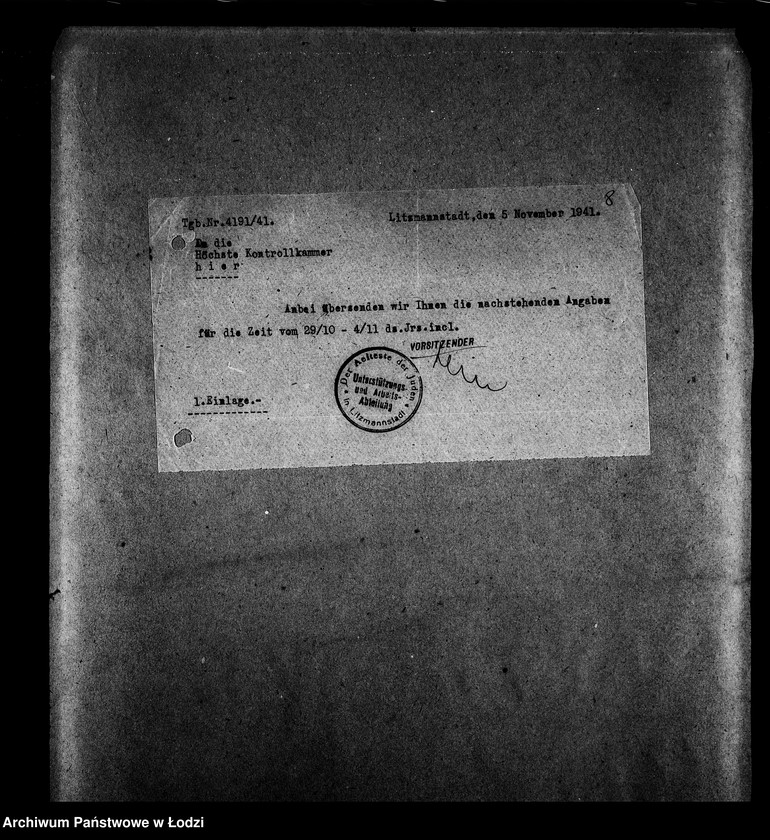 8
Tgb.Nr.4191/41.
Litzmannstadt,den 5 November 1941.
An die
Höchste Kontrollkammer
h i e r
Anbei übersenden wir Ihnen die nachstehenden Angaben
für die Zeit vom 29/10 - 4/11 ds.Jrs.incl.
VORSITZENDER
Der Aelteste der Juden
in Litzmannstadt
Unterstützungs-
und Arbeits-
Abteilung
1.Einlage.-
Archiwum Państwowe w Łodzi